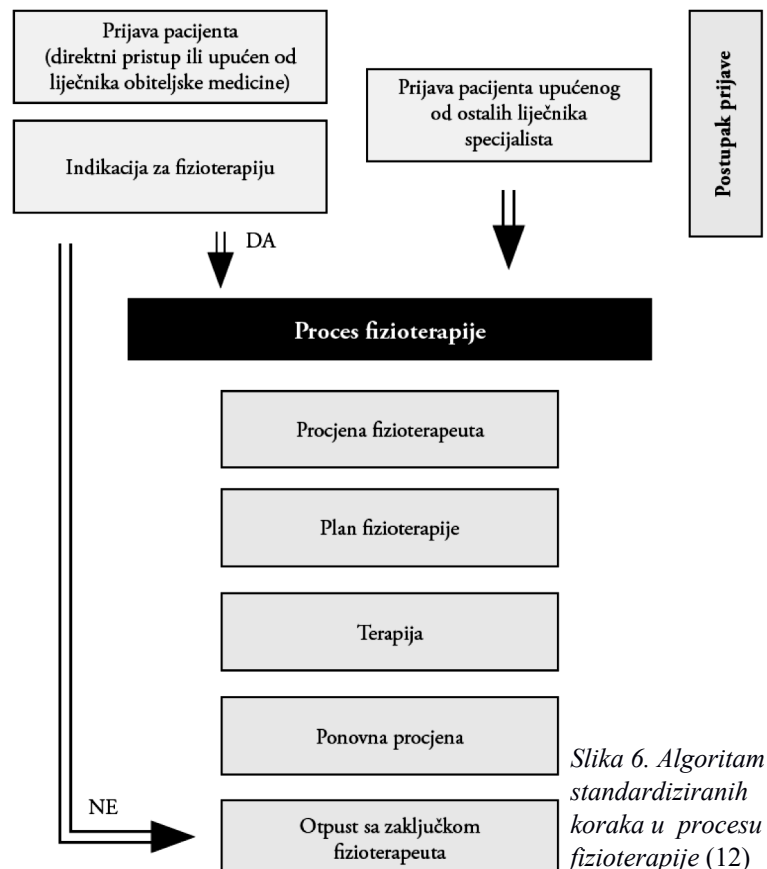 Prijava pacijenta
(direktni pristup ili upućen od
liječnika obiteljske medicine)
Prijava pacijenta upućenog
od ostalih liječnika
specijalista
Postupak prijave
Indikacija za fizioterapiju
DA
Proces fizioterapije
Procjena fizioterapeuta
Plan fizioterapije
Terapija
Ponovna procjena
NE
Otpust sa zaključkom
fizioterapeuta
Slika 6. Algoritam
standardiziranih
koraka u procesu
fizioterapije (12)